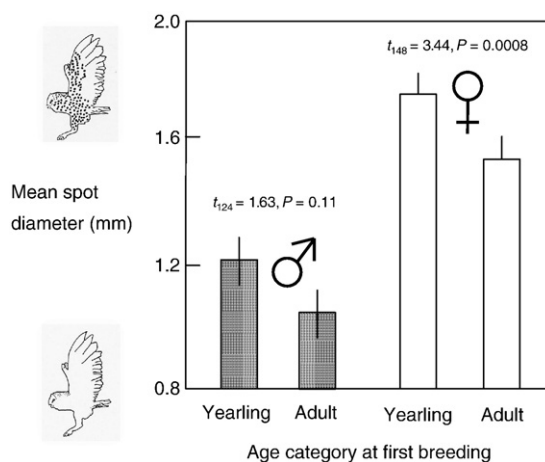 2.0
t148 = 3.44, P = 0.0008
1.6
Mean spot
diameter (mm)
t124 = 1.63, P = 0.11
1.2
0.8
Yearling Adult Yearling Adult
Age category at first breeding